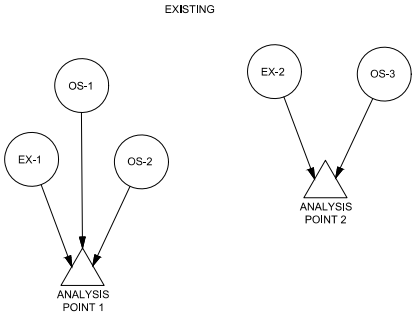 EXISTING
OS-1
EX-1
OS-2
ANALYSIS
POINT 1
EX-2
OS-3
ANALYSIS
POINT 2